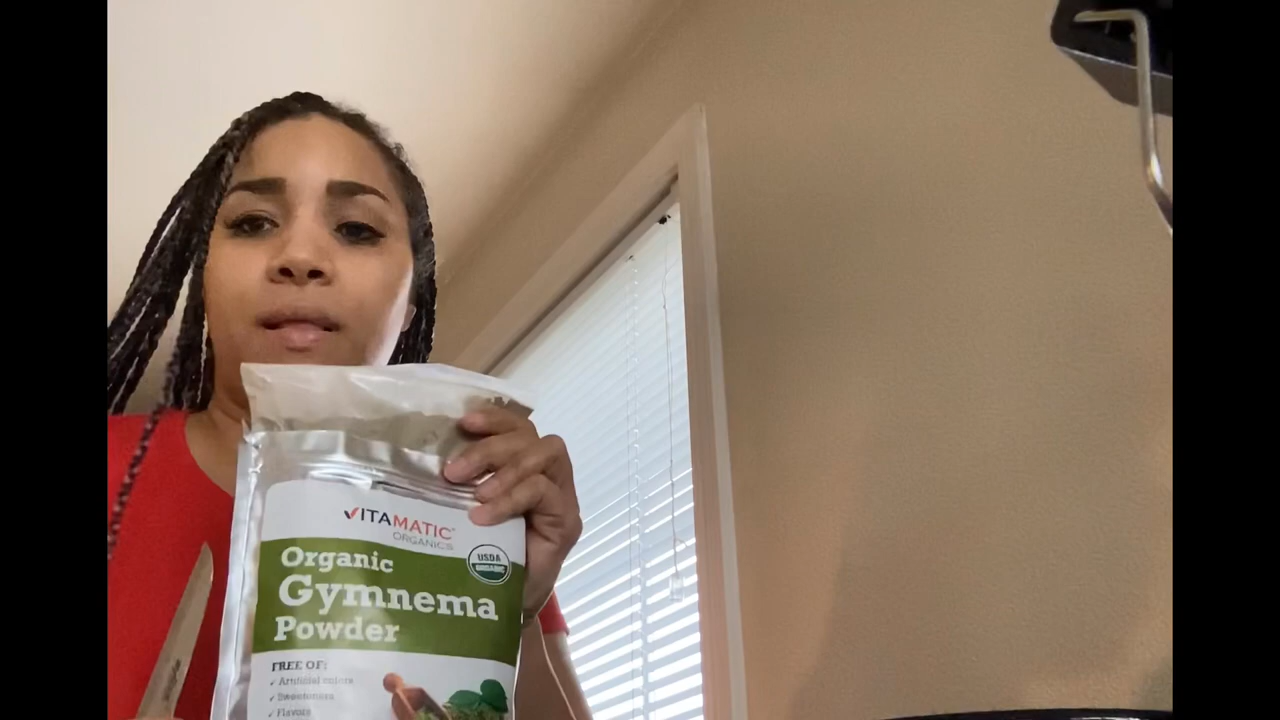 VITAMATIC
ORGANICS
Organic
USDA
ORGANIC
Gymnema
Powder
FREE OF:
✓ Artificial colors
✓ Sweeteners
✓ Flavors